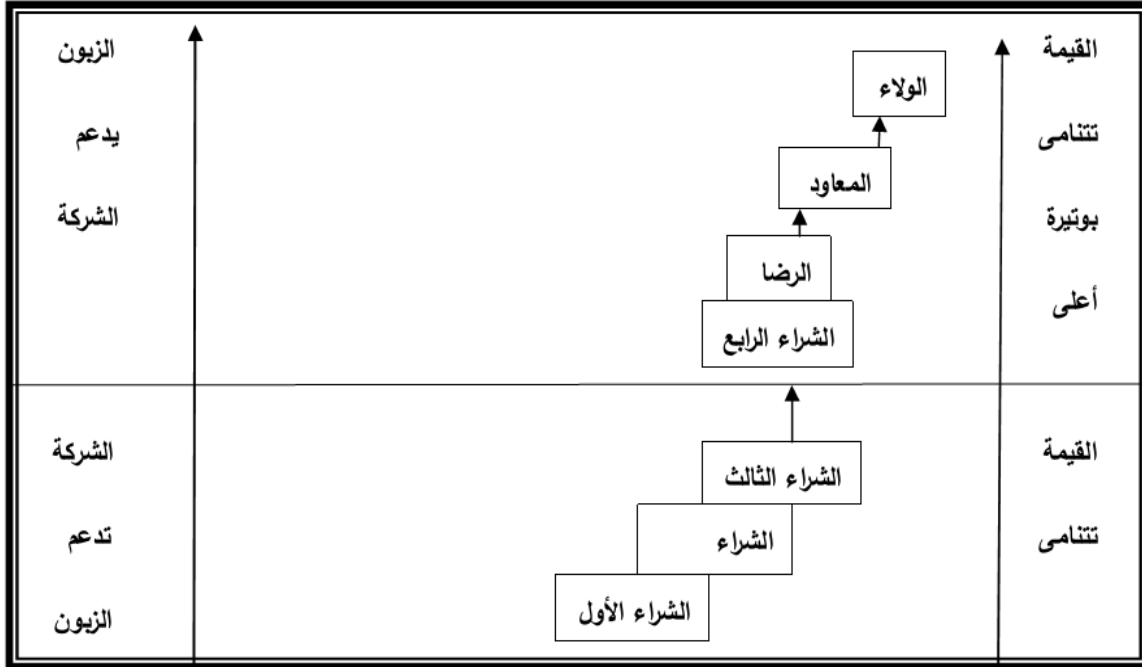 القيمة
تتنامى
بوتيرة
أعلى
الولاء
المعاود
الرضا
الشراء الرابع
الزبون
يدعم
الشركة
القيمة
تتنامى
الشراء الثالث
الشراء
الشراء الأول
الشركة
تدعم
الزبون